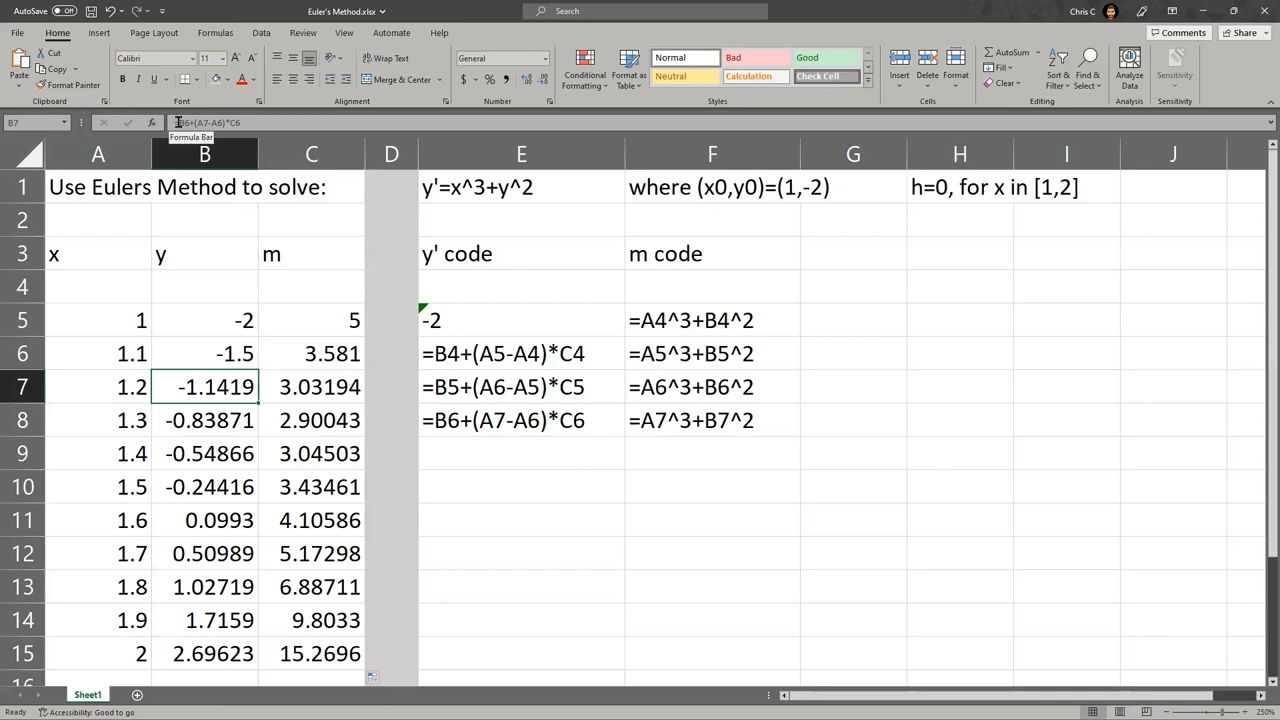 AutoSave Off Euler's Method.xlsx Search Chris C
File Home Insert Page Layout Formulas Data Review View Automate Help Comments Share
Paste Cut Copy Format Painter Clipboard
Calibri 11 B I U A Font
Wrap Text Merge & Center Alignment
General $ % Number
Conditional Formatting Format as Table Normal Bad Good Neutral Calculation Check Cell Styles
Insert Delete Format Cells
AutoSum Fill Clear Sort & Filter Find & Select Editing
Analyze Data Analysis
Sensitivity Sensitivity
B7 fx =B6+(A7-A6)*C6
Formula Bar
A B C D E F G H I J
1 Use Eulers Method to solve: y'=x^3+y^2 where (x0,y0)=(1,-2) h=0, for x in [1,2]
2
3 x y m y' code m code
4
5 1 -2 5 -2 =A4^3+B4^2
6 1.1 -1.5 3.581 =B4+(A5-A4)*C4 =A5^3+B5^2
7 1.2 -1.1419 3.03194 =B5+(A6-A5)*C5 =A6^3+B6^2
8 1.3 -0.83871 2.90043 =B6+(A7-A6)*C6 =A7^3+B7^2
9 1.4 -0.54866 3.04503
10 1.5 -0.24416 3.43461
11 1.6 0.0993 4.10586
12 1.7 0.50989 5.17298
13 1.8 1.02719 6.88711
14 1.9 1.7159 9.8033
15 2 2.69623 15.2696
16
Sheet1
Ready Accessibility: Good to go 250%